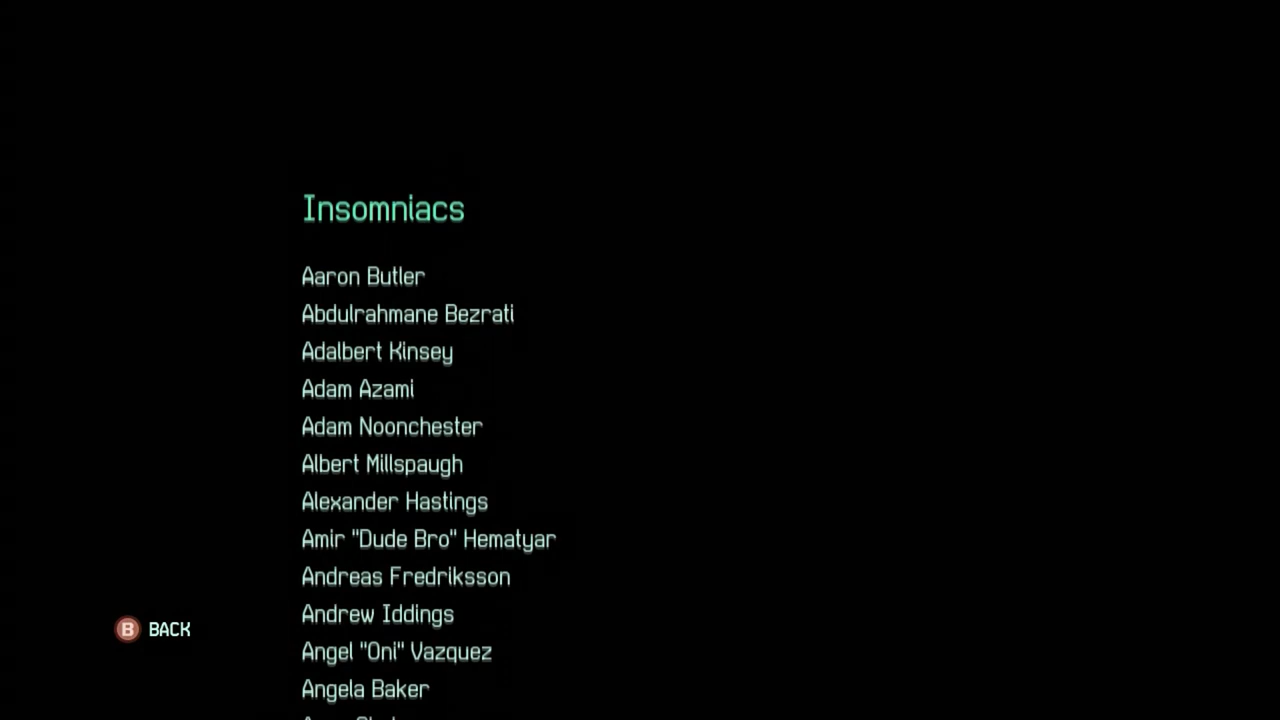 Insomniacs
Aaron Butler
Abdulrahmane Bezrati
Adalbert Kinsey
Adam Azami
Adam Noonchester
Albert Millspaugh
Alexander Hastings
Amir "Dude Bro" Hematyar
Andreas Fredriksson
Andrew Iddings
B BACK
Angel "Oni" Vazquez
Angela Baker